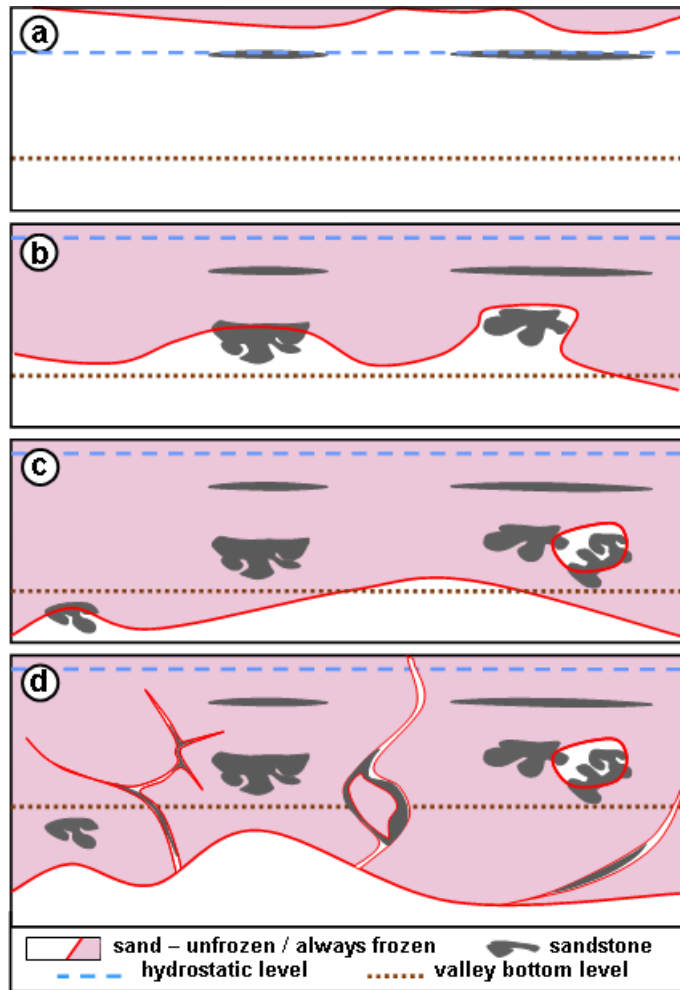 a
b
c
d
sand – unfrozen / always frozen
sandstone
hydrostatic level
valley bottom level